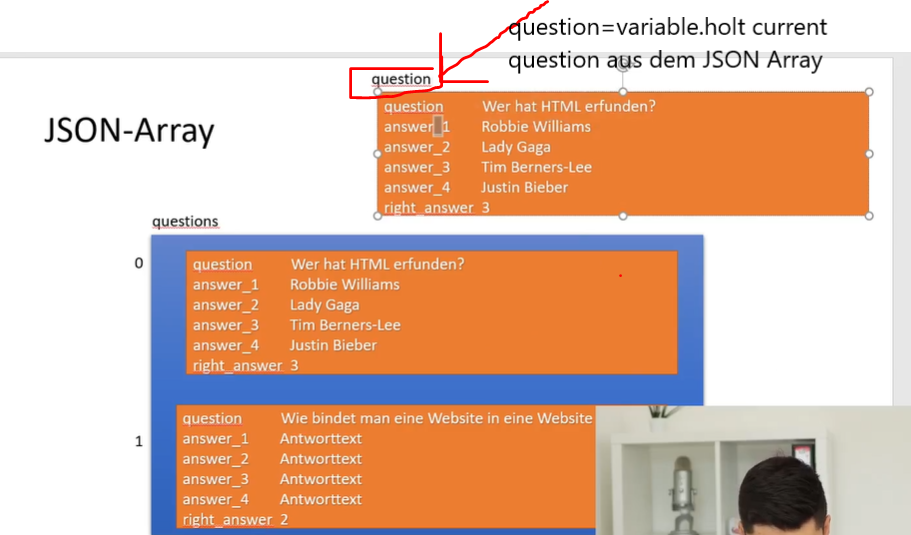 question=variable.holt current
question aus dem JSON Array
question
question Wer hat HTML erfunden?
answer_1 Robbie Williams
answer_2 Lady Gaga
answer_3 Tim Berners-Lee
answer_4 Justin Bieber
right_answer 3
JSON-Array
questions
0
question Wer hat HTML erfunden?
answer_1 Robbie Williams
answer_2 Lady Gaga
answer_3 Tim Berners-Lee
answer_4 Justin Bieber
right_answer 3
1
question Wie bindet man eine Website in eine Website
answer_1 Antworttext
answer_2 Antworttext
answer_3 Antworttext
answer_4 Antworttext
right_answer 2